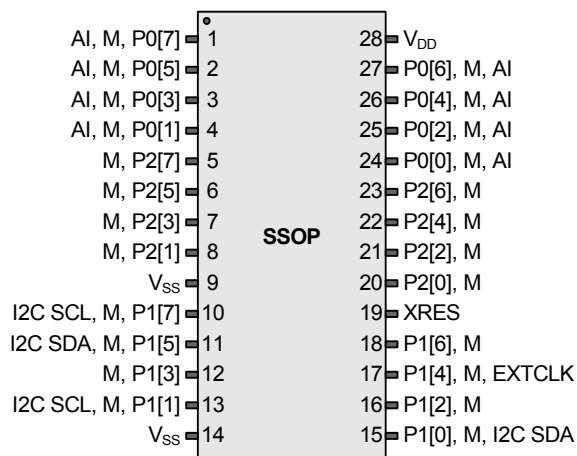 AI, M, P0[7] 1 28 VDD
AI, M, P0[5] 2 27 P0[6], M, AI
AI, M, P0[3] 3 26 P0[4], M, AI
AI, M, P0[1] 4 25 P0[2], M, AI
M, P2[7] 5 24 P0[0], M, AI
M, P2[5] 6 23 P2[6], M
M, P2[3] 7 22 P2[4], M
SSOP
M, P2[1] 8 21 P2[2], M
VSS 9 20 P2[0], M
I2C SCL, M, P1[7] 10 19 XRES
I2C SDA, M, P1[5] 11 18 P1[6], M
M, P1[3] 12 17 P1[4], M, EXTCLK
I2C SCL, M, P1[1] 13 16 P1[2], M
VSS 14 15 P1[0], M, I2C SDA